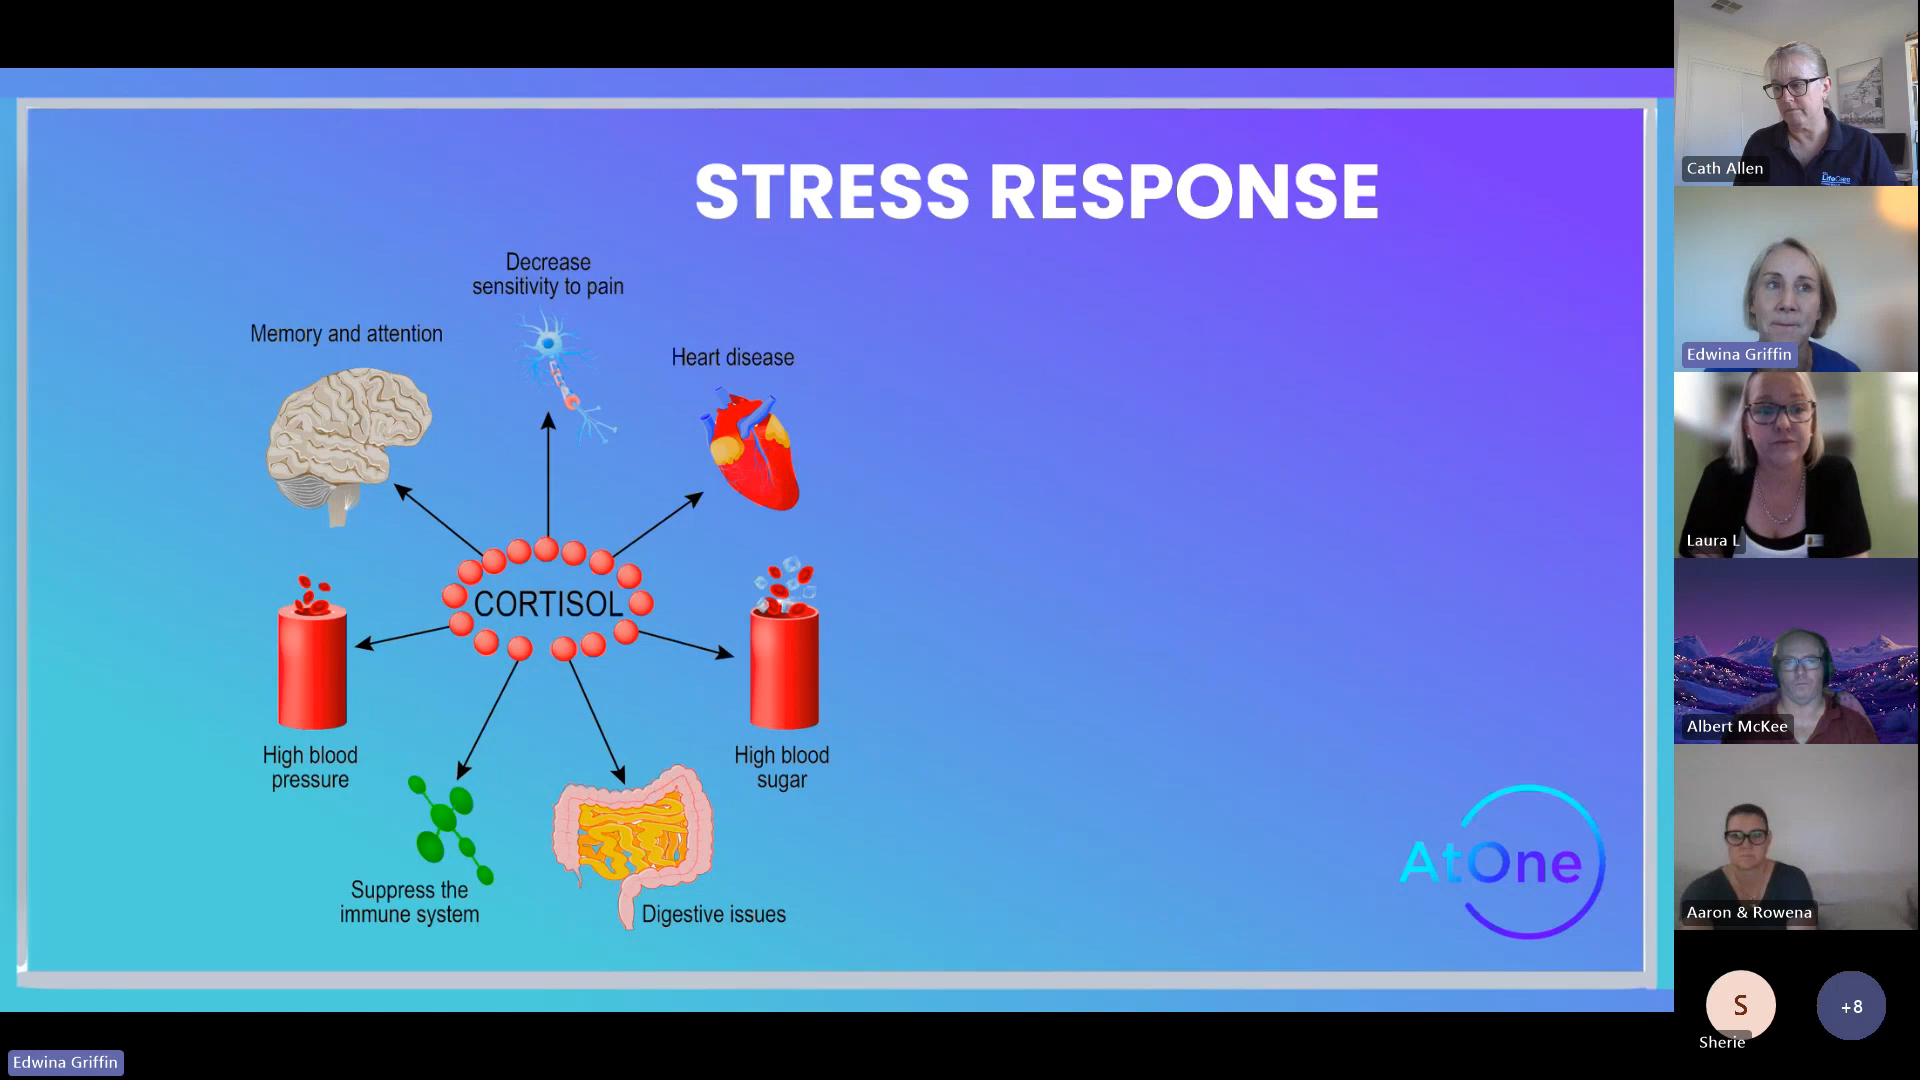 STRESS RESPONSE
Decrease
sensitivity to pain
Memory and attention
Heart disease
CORTISOL
High blood
pressure
High blood
sugar
Suppress the
immune system
Digestive issues
AtOne
Cath Allen
LifeCare
Edwina Griffin
Laura L
Albert McKee
Aaron & Rowena
S
Sherie
+8
Edwina Griffin